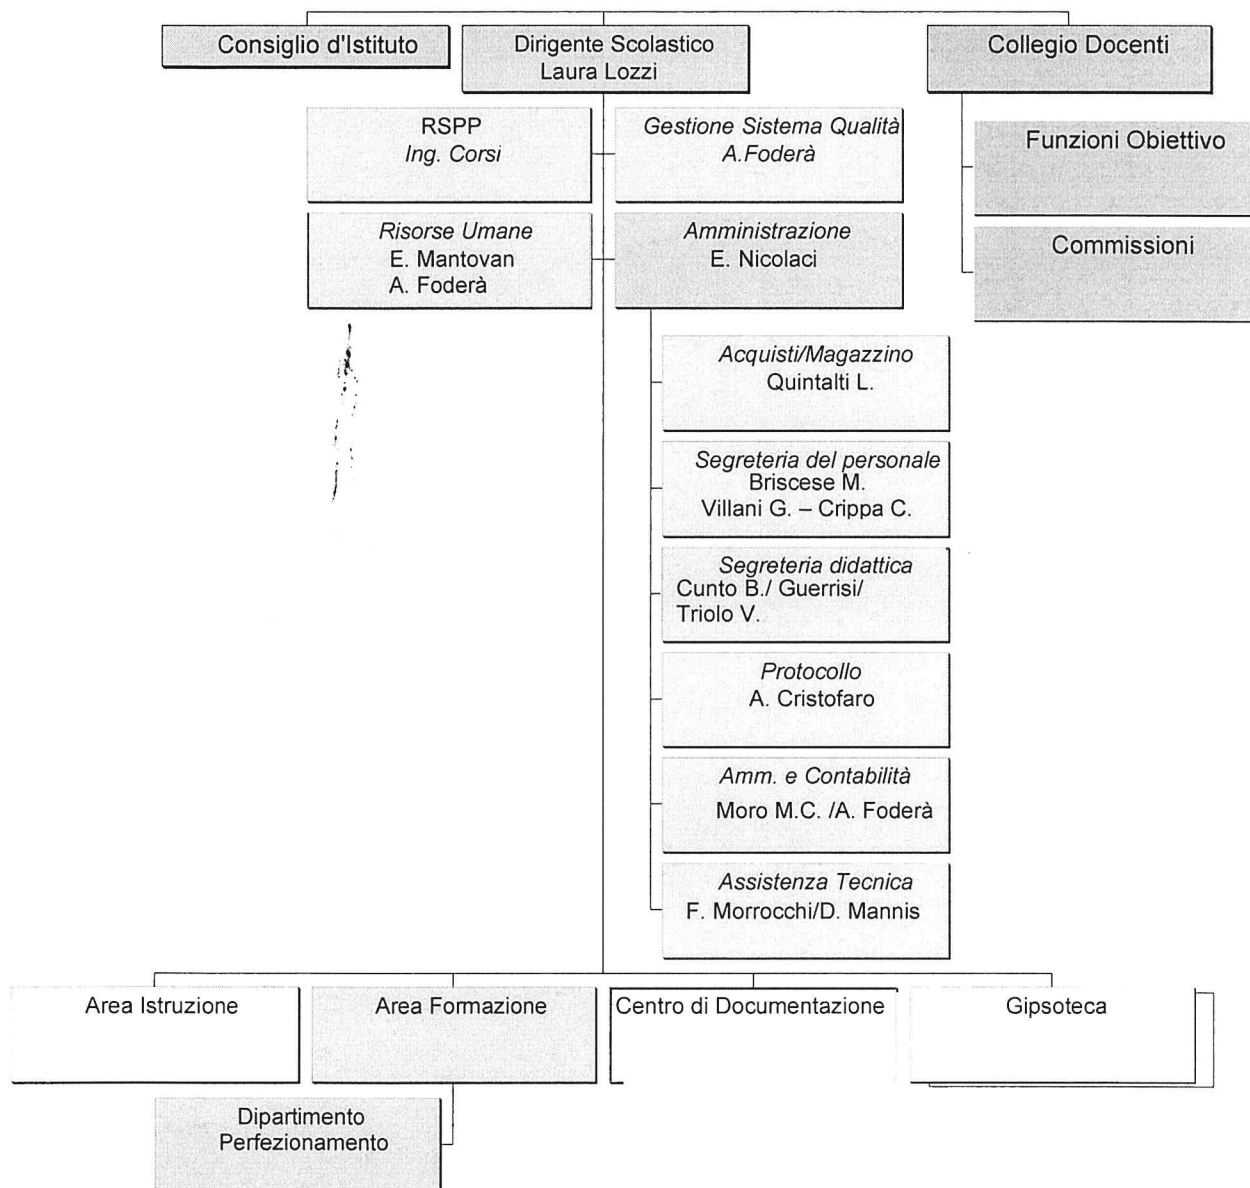 Consiglio d'Istituto
Dirigente Scolastico
Laura Lozzi
Collegio Docenti
RSPP
Ing. Corsi
Gestione Sistema Qualità
A.Foderà
Funzioni Obiettivo
Risorse Umane
E. Mantovan
A. Foderà
Amministrazione
E. Nicolaci
Commissioni
Acquisti/Magazzino
Quintalti L.
Segreteria del personale
Briscese M.
Villani G. – Crippa C.
Segreteria didattica
Cunto B./ Guerrisi/
Triolo V.
Protocollo
A. Cristofaro
Amm. e Contabilità
Moro M.C. /A. Foderà
Assistenza Tecnica
F. Morrocchi/D. Mannis
Area Istruzione
Area Formazione
Centro di Documentazione
Gipsoteca
Dipartimento
Perfezionamento